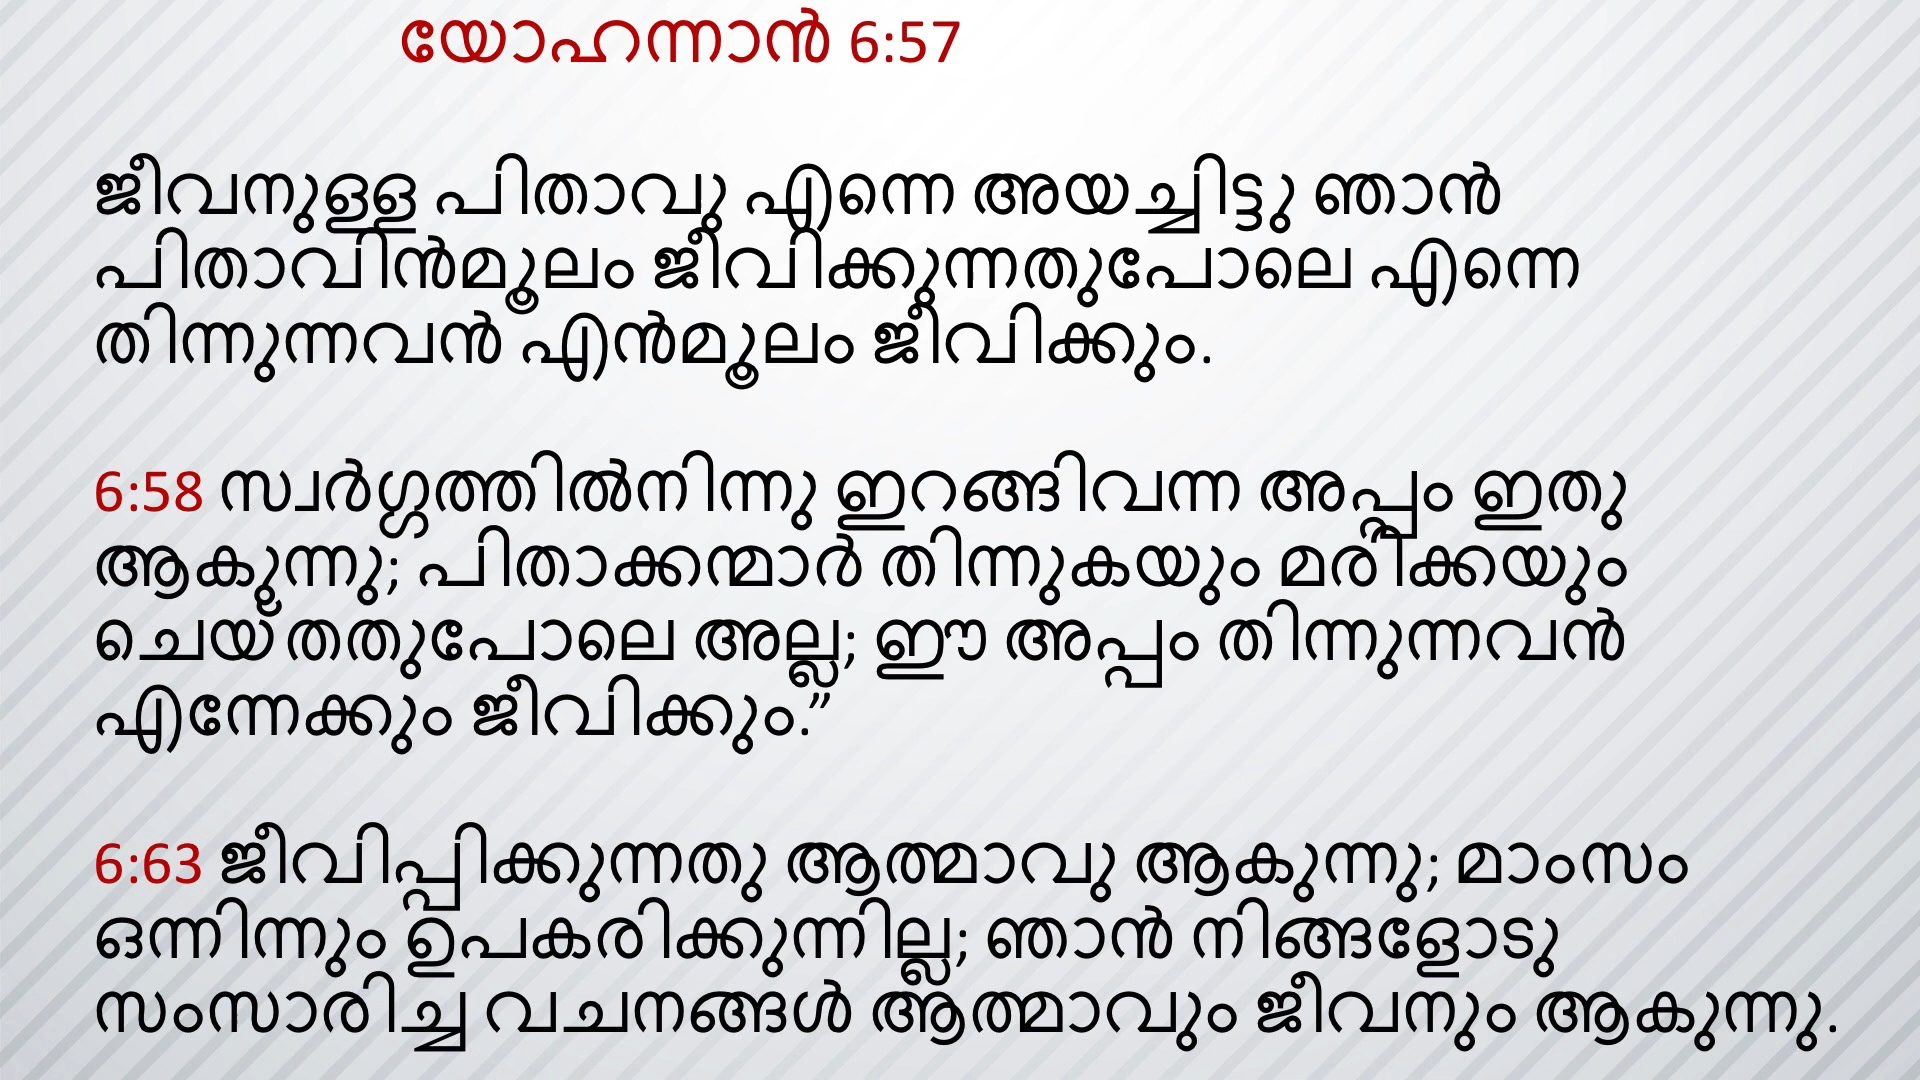 യോഹന്നാൻ 6:57
ജീവനുള്ള പിതാവു എന്നെ അയച്ചിട്ടു ഞാൻ
പിതാവിൻമൂലം ജീവിക്കുന്നതുപോലെ എന്നെ
തിന്നുന്നവൻ എൻമൂലം ജീവിക്കും.
6:58 സ്വർഗ്ഗത്തിൽനിന്നു ഇറങ്ങിവന്ന അപ്പം ഇതു
ആകുന്നു; പിതാക്കന്മാർ തിന്നുകയും മരിക്കയും
ചെയ്തതുപോലെ അല്ല; ഈ അപ്പം തിന്നുന്നവൻ
എന്നേക്കും ജീവിക്കും.”
6:63 ജീവിപ്പിക്കുന്നതു ആത്മാവു ആകുന്നു; മാംസം
ഒന്നിന്നും ഉപകരിക്കുന്നില്ല; ഞാൻ നിങ്ങളോടു
സംസാരിച്ച വചനങ്ങൾ ആത്മാവും ജീവനും ആകുന്നു.